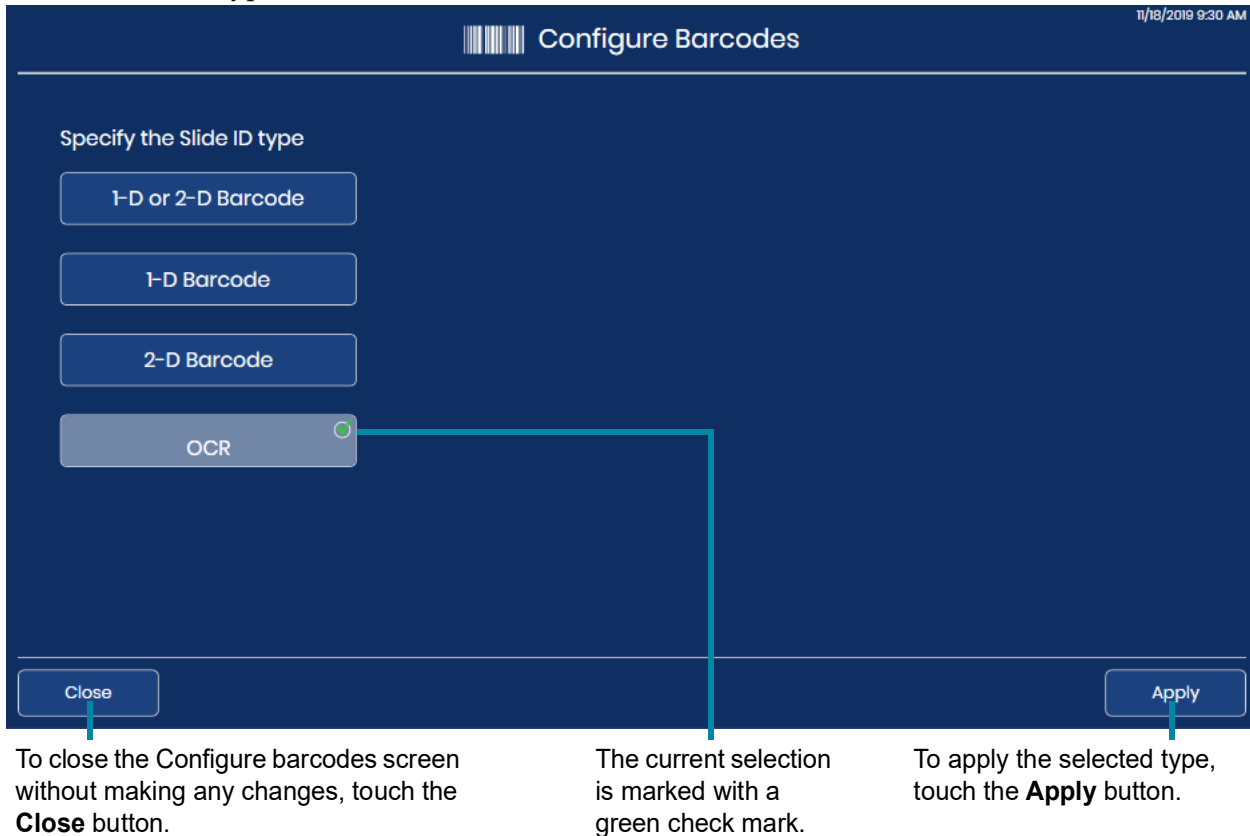 11/18/2019 9:30 AM
Configure Barcodes
Specify the Slide ID type
1-D or 2-D Barcode
1-D Barcode
2-D Barcode
OCR
Close
Apply
To close the Configure barcodes screen
without making any changes, touch the
Close button.
The current selection
is marked with a
green check mark.
To apply the selected type,
touch the Apply button.